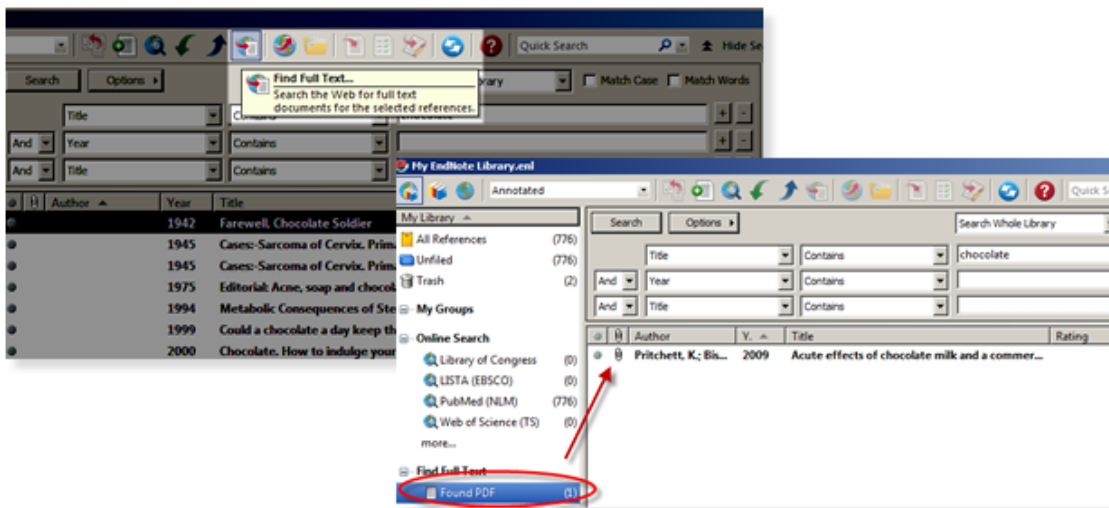 Quick Search
Hide Se
Search
Options
brary
Match Case
Match Words
Find Full Text...
Search the Web for full text
documents for the selected references.
Title
Co
chocolate
And
Year
Contains
And
Title
Contains
Author
Year
Title
1942
Farewell, Chocolate Soldier
1945
Cases:-Sarcoma of Cervix. Prim.
1945
Cases:-Sarcoma of Cervix. Prim.
1975
Editorial: Acne, soap and chocol
1994
Metabolic Consequences of Ste
1999
Could a chocolate a day keep th
2000
Chocolate. How to indulge your
My EndNote Library.enl
Annotated
Quick S
My Library
All References (776)
Unfiled (776)
Trash (2)
My Groups
Online Search
Library of Congress (0)
LISTA (EBSCO) (0)
PubMed (NLM) (776)
Web of Science (TS) (0)
more...
Find Full Text
Found PDF (1)
Search
Options
Search Whole Library
Title
Contains
chocolate
And
Year
Contains
And
Title
Contains
Author
Y.
Title
Rating
Pritchett, K.; Bis...
2009
Acute effects of chocolate milk and a commer...